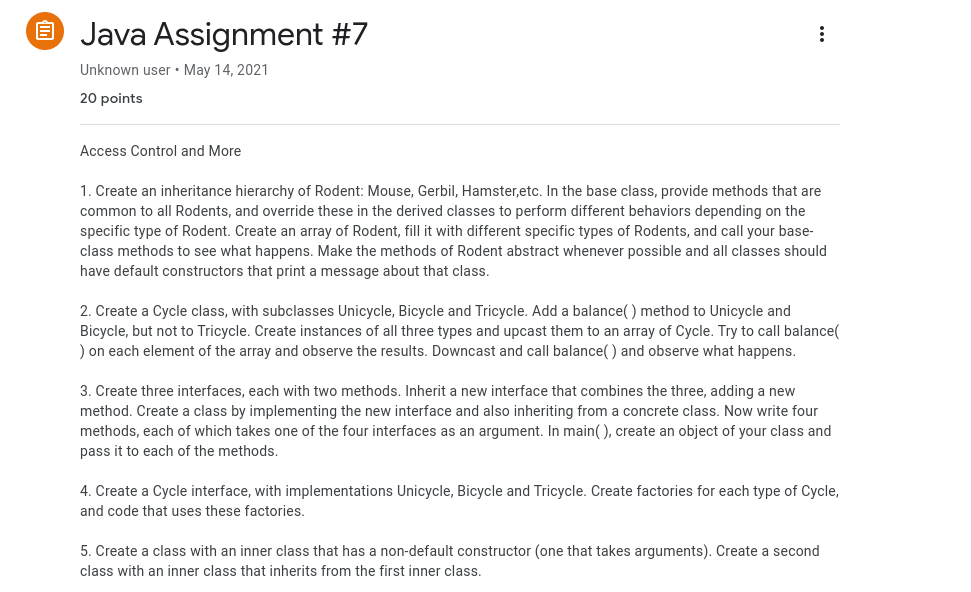 Java Assignment #7
Unknown user • May 14, 2021
20 points
Access Control and More
1. Create an inheritance hierarchy of Rodent: Mouse, Gerbil, Hamster,etc. In the base class, provide methods that are
common to all Rodents, and override these in the derived classes to perform different behaviors depending on the
specific type of Rodent. Create an array of Rodent, fill it with different specific types of Rodents, and call your base-
class methods to see what happens. Make the methods of Rodent abstract whenever possible and all classes should
have default constructors that print a message about that class.
2. Create a Cycle class, with subclasses Unicycle, Bicycle and Tricycle. Add a balance( ) method to Unicycle and
Bicycle, but not to Tricycle. Create instances of all three types and upcast them to an array of Cycle. Try to call balance(
) on each element of the array and observe the results. Downcast and call balance( ) and observe what happens.
3. Create three interfaces, each with two methods. Inherit a new interface that combines the three, adding a new
method. Create a class by implementing the new interface and also inheriting from a concrete class. Now write four
methods, each of which takes one of the four interfaces as an argument. In main( ), create an object of your class and
pass it to each of the methods.
4. Create a Cycle interface, with implementations Unicycle, Bicycle and Tricycle. Create factories for each type of Cycle,
and code that uses these factories.
5. Create a class with an inner class that has a non-default constructor (one that takes arguments). Create a second
class with an inner class that inherits from the first inner class.